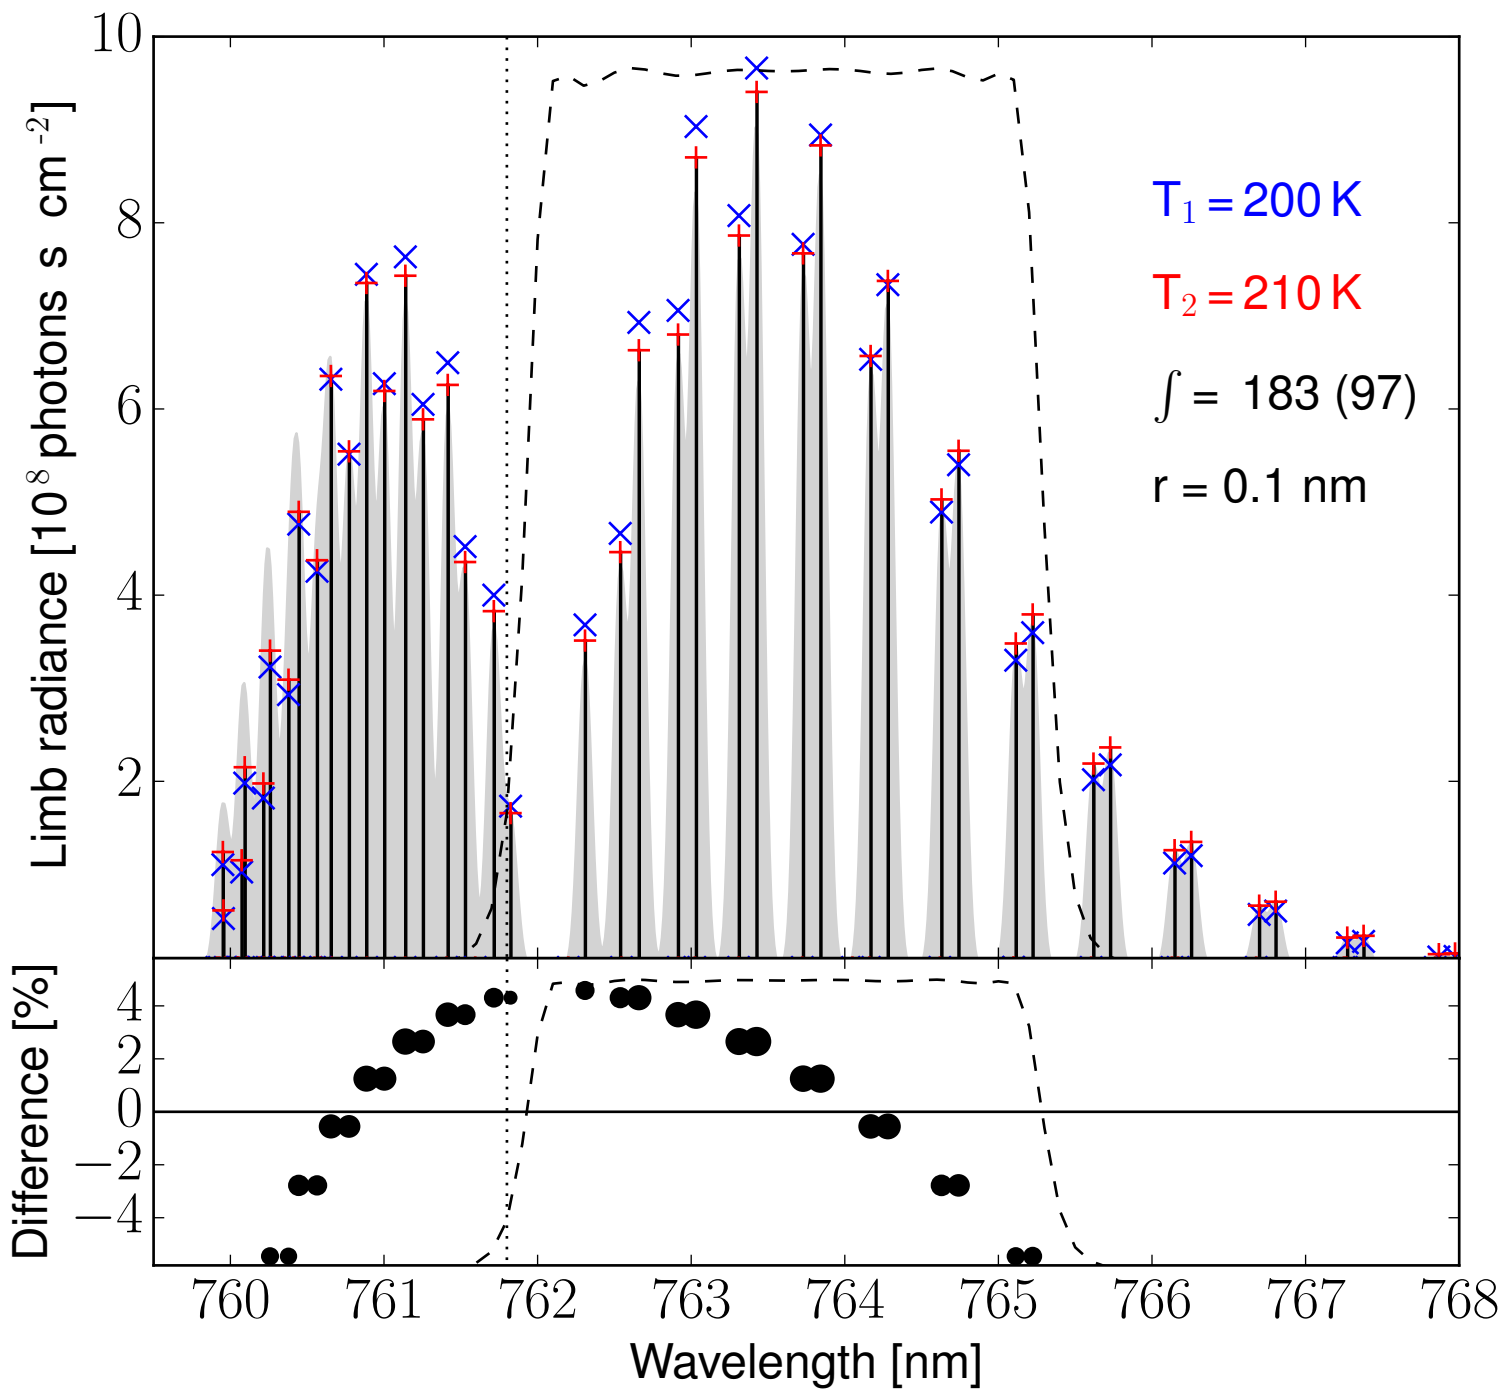 10
8
6
4
2
Limb radiance [10⁸ photons s cm⁻²]
T₁ = 200 K
T₂ = 210 K
∫ = 183 (97)
r = 0.1 nm
4
2
0
−2
−4
Difference [%]
760 761 762 763 764 765 766 767 768
Wavelength [nm]